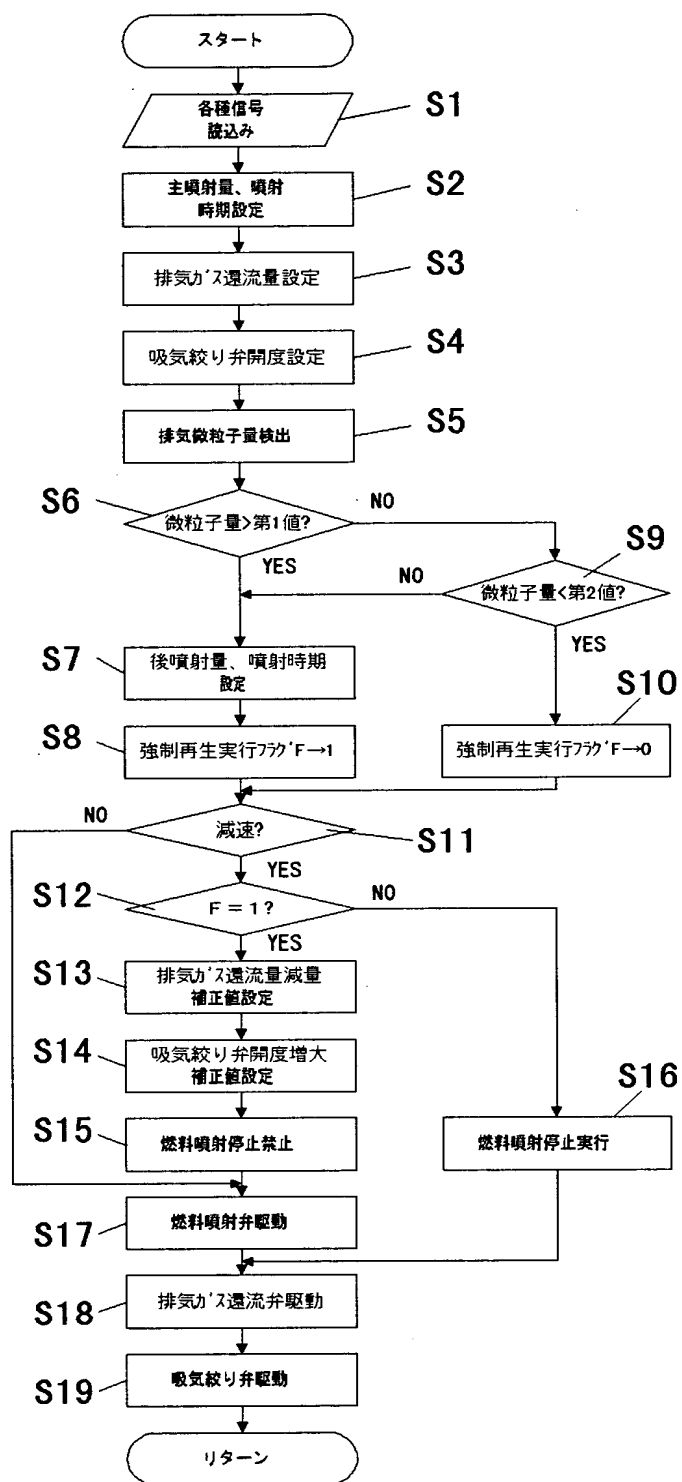 スタート
各種信号
読込み
S1
主噴射量、噴射
時期設定
S2
排気ガス還流量設定
S3
吸気絞り弁開度設定
S4
排気微粒子量検出
S5
S6
微粒子量>第1値?
NO
YES
S9
微粒子量<第2値?
NO
YES
S7
後噴射量、噴射時期
設定
S8
強制再生実行フラグF→1
S10
強制再生実行フラグF→0
NO
減速?
S11
YES
S12
F=1?
NO
YES
S13
排気ガス還流量減量
補正値設定
S14
吸気絞り弁開度増大
補正値設定
S15
燃料噴射停止禁止
S16
燃料噴射停止実行
S17
燃料噴射弁駆動
S18
排気ガス還流弁駆動
S19
吸気絞り弁駆動
リターン